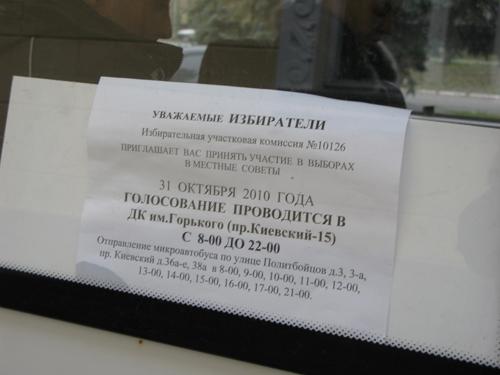 УВАЖАЕМЫЕ ИЗБИРАТЕЛИ
Избирательная участковая комиссия №10126
ПРИГЛАШАЕТ ВАС ПРИНЯТЬ УЧАСТИЕ В ВЫБОРАХ
В МЕСТНЫЕ СОВЕТЫ
31 ОКТЯБРЯ 2010 ГОДА
ГОЛОСОВАНИЕ ПРОВОДИТСЯ В
ДК им.Горького (пр.Киевский-15)
С 8-00 ДО 22-00
Отправление микроавтобуса по улице Политбойцов д.3, 3-а,
пр. Киевский д.36а-е, 38а в 8-00, 9-00, 10-00, 11-00, 12-00,
13-00, 14-00, 15-00, 16-00, 17-00, 21-00.